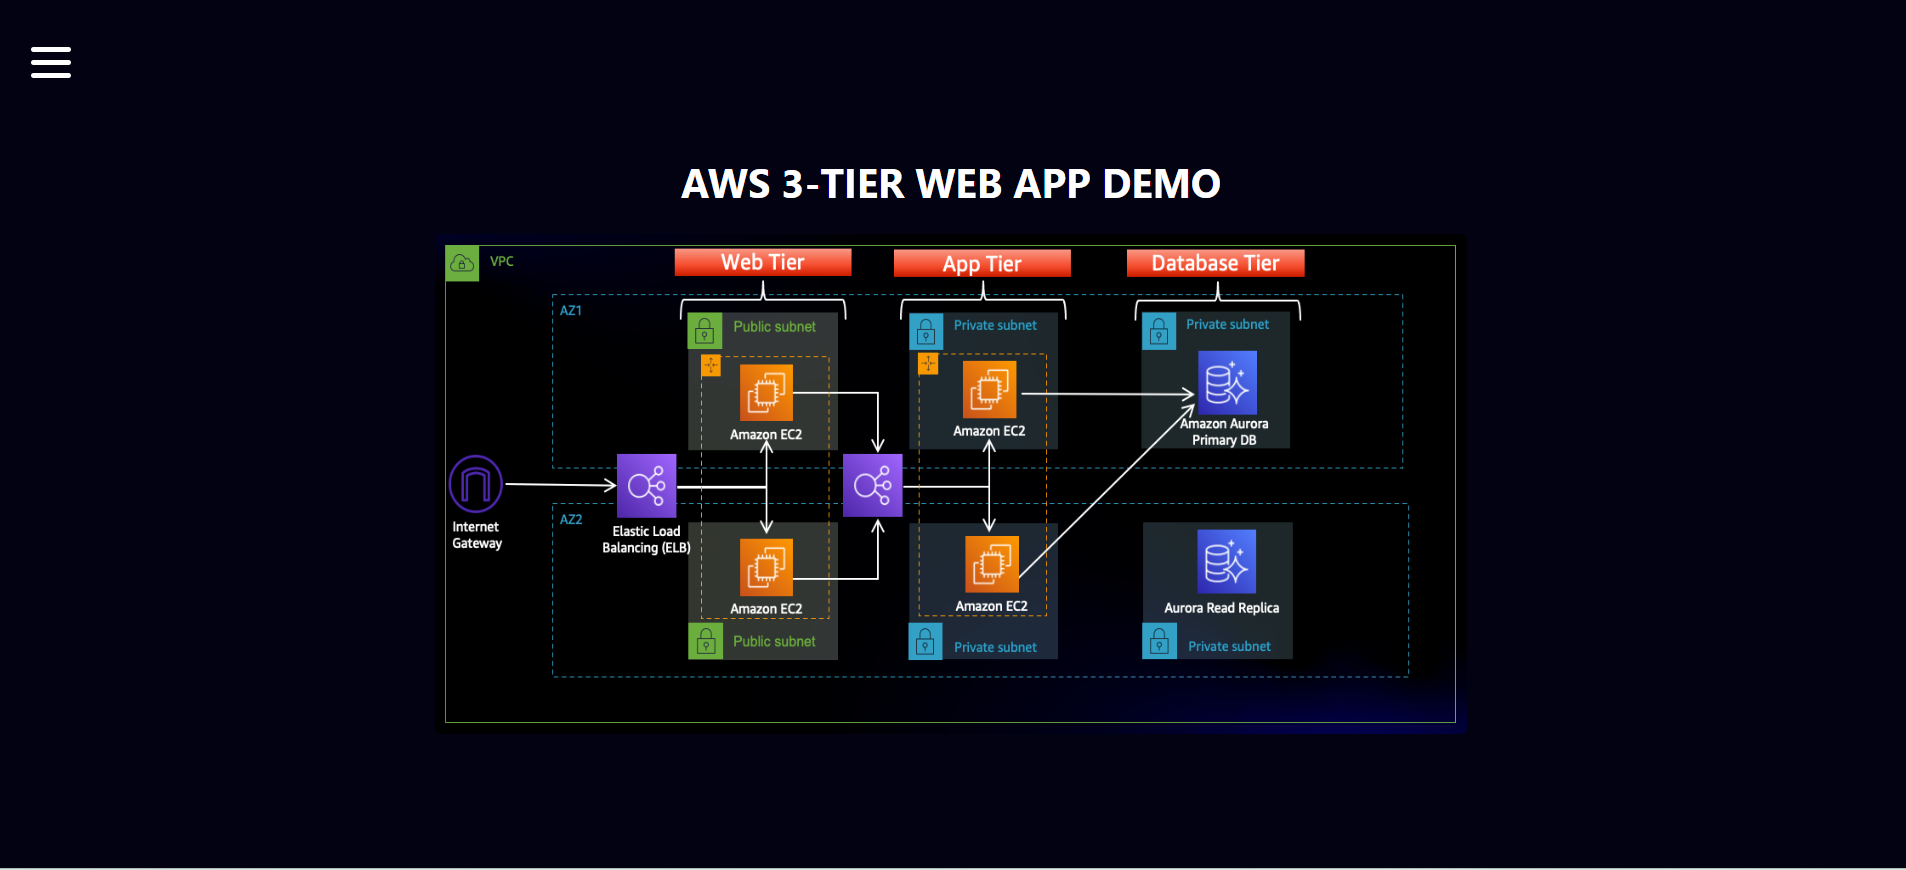 AWS 3-TIER WEB APP DEMO
VPC
Web Tier
App Tier
Database Tier
AZ1
Public subnet
Private subnet
Private subnet
Amazon EC2
Amazon EC2
Amazon Aurora
Primary DB
Internet
Gateway
Elastic Load
Balancing (ELB)
AZ2
Amazon EC2
Amazon EC2
Aurora Read Replica
Public subnet
Private subnet
Private subnet